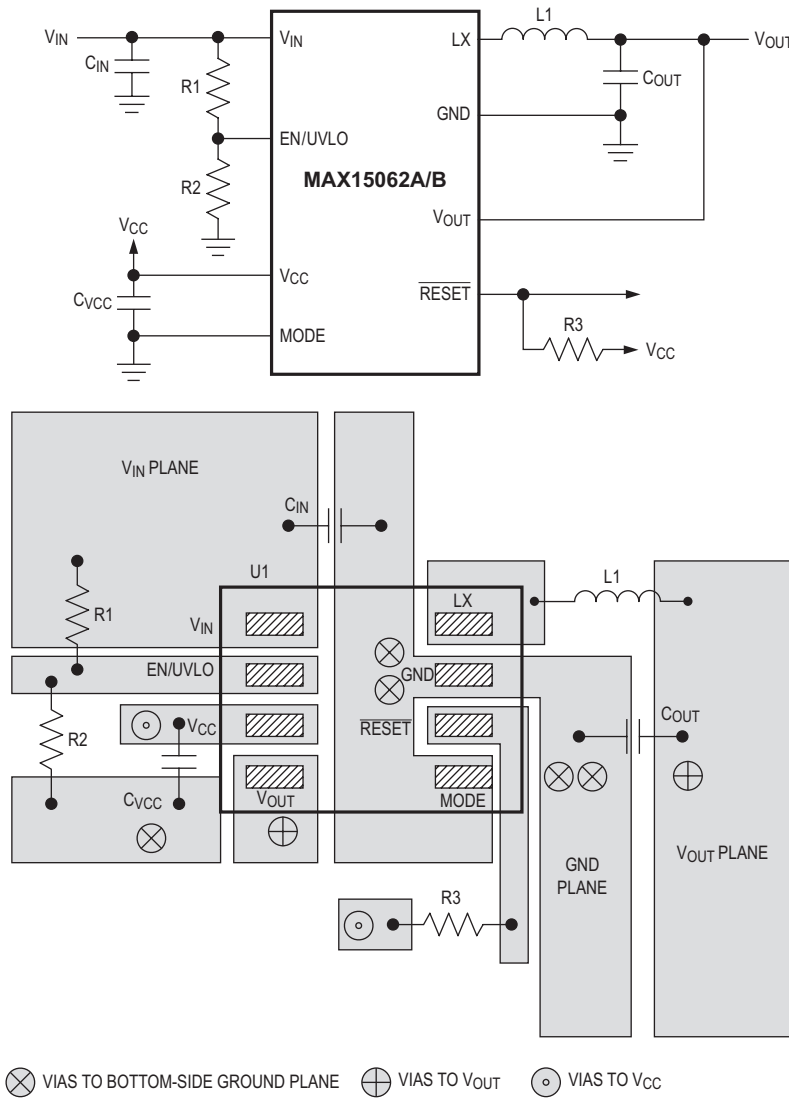 VIN
CIN
R1
R2
VCC
CVCC
VIN
EN/UVLO
VCC
MODE
MAX15062A/B
LX
GND
VOUT
RESET
L1
COUT
VOUT
R3
VCC
VIN PLANE
CIN
U1
R1
VIN
LX
L1
EN/UVLO
GND
R2
VCC
RESET
COUT
CVCC
VOUT
MODE
GND
PLANE
VOUT PLANE
R3
VIAS TO BOTTOM-SIDE GROUND PLANE
VIAS TO VOUT
VIAS TO VCC